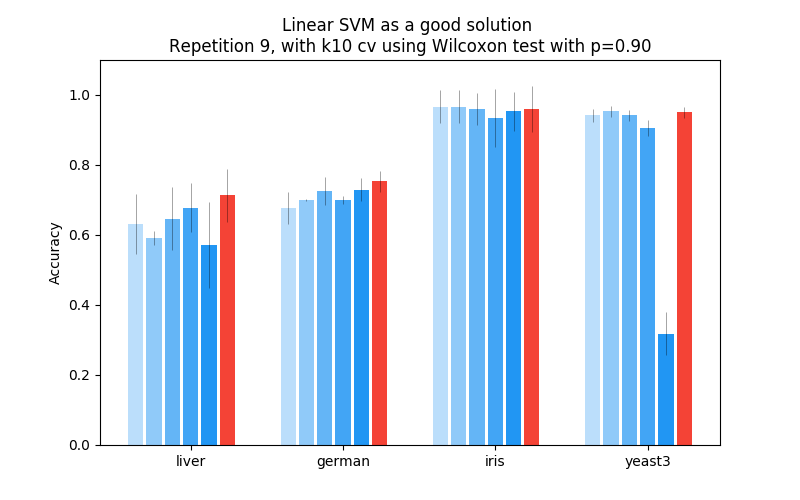 Linear SVM as a good solution
Repetition 9, with k10 cv using Wilcoxon test with p=0.90
Accuracy
1.0
0.8
0.6
0.4
0.2
0.0
liver
german
iris
yeast3